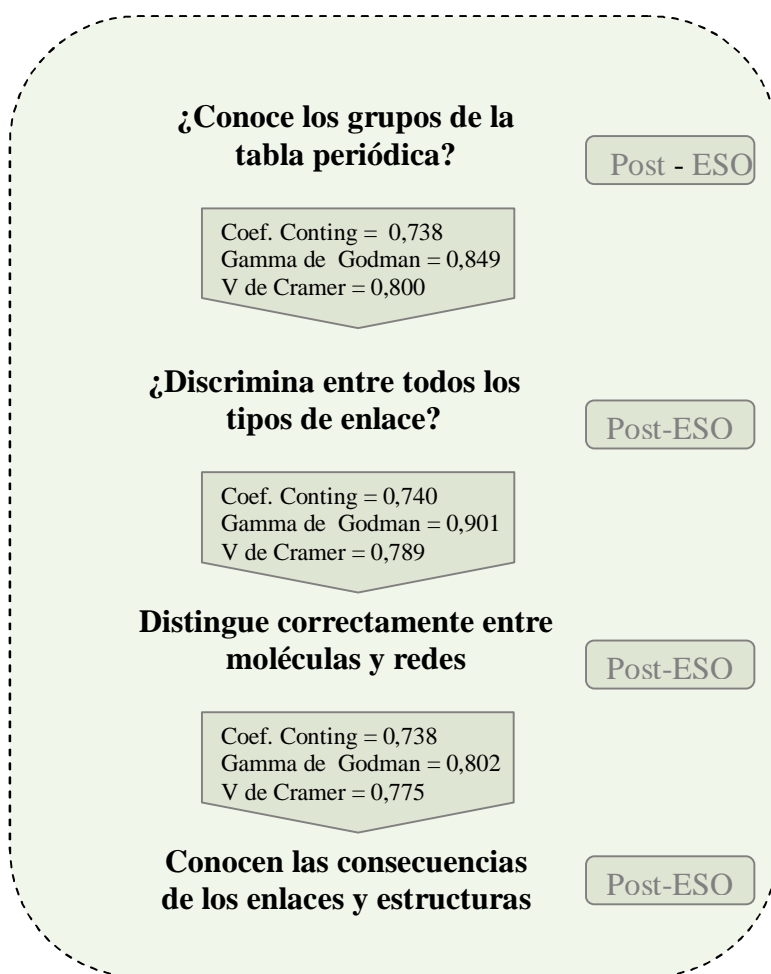 ¿Conoce los grupos de la
tabla periódica?
Post - ESO
Coef. Conting = 0,738
Gamma de Godman = 0,849
V de Cramer = 0,800
¿Discrimina entre todos los
tipos de enlace?
Post-ESO
Coef. Conting = 0,740
Gamma de Godman = 0,901
V de Cramer = 0,789
Distingue correctamente entre
moléculas y redes
Post-ESO
Coef. Conting = 0,738
Gamma de Godman = 0,802
V de Cramer = 0,775
Conocen las consecuencias
de los enlaces y estructuras
Post-ESO